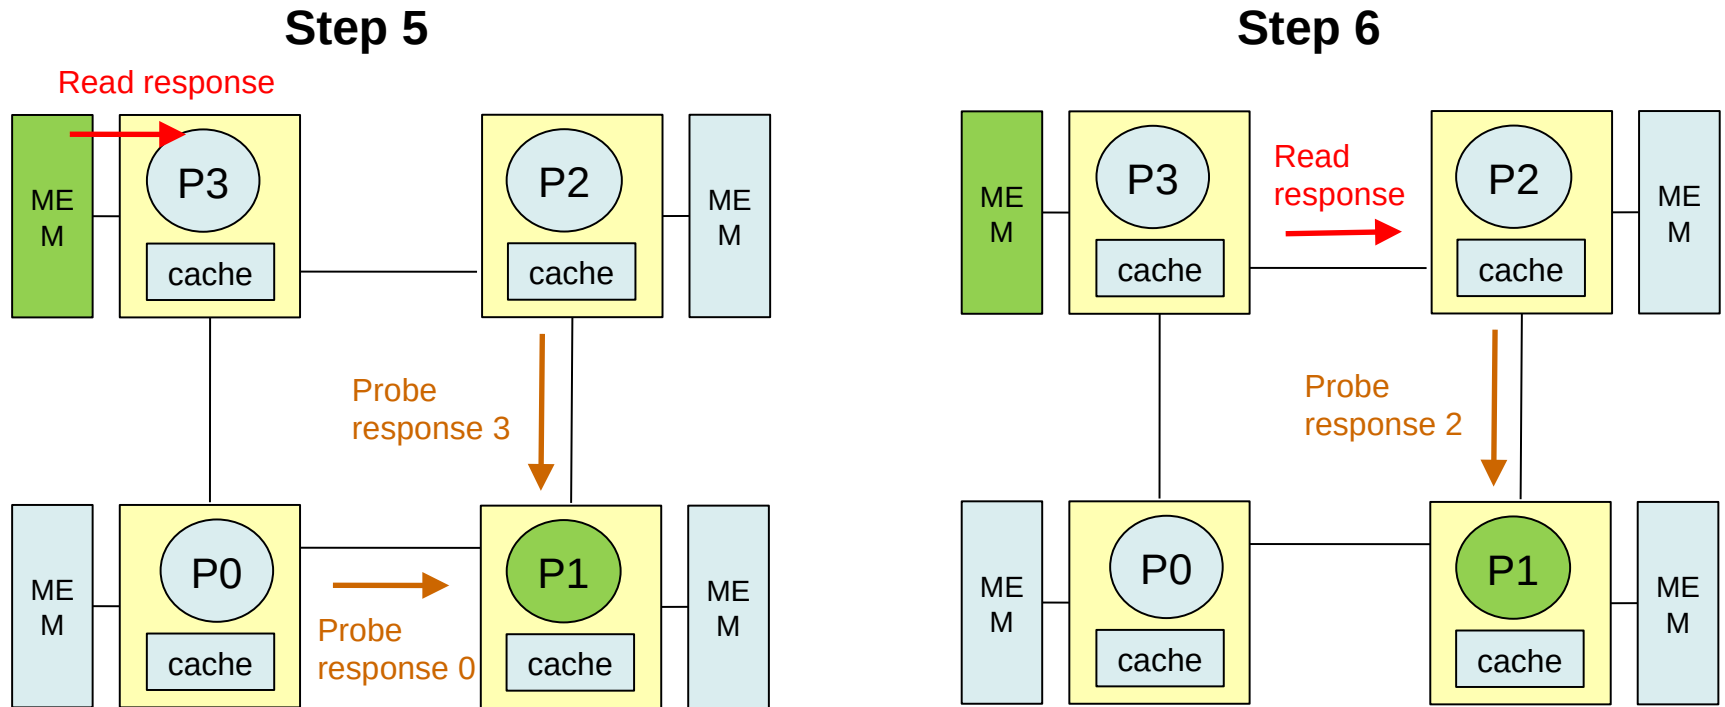 Step 5
Read response
ME
M
P3
cache
P2
cache
ME
M
Probe
response 3
ME
M
P0
cache
Probe
response 0
P1
cache
ME
M
Step 6
ME
M
P3
cache
Read
response
P2
cache
ME
M
Probe
response 2
ME
M
P0
cache
P1
cache
ME
M